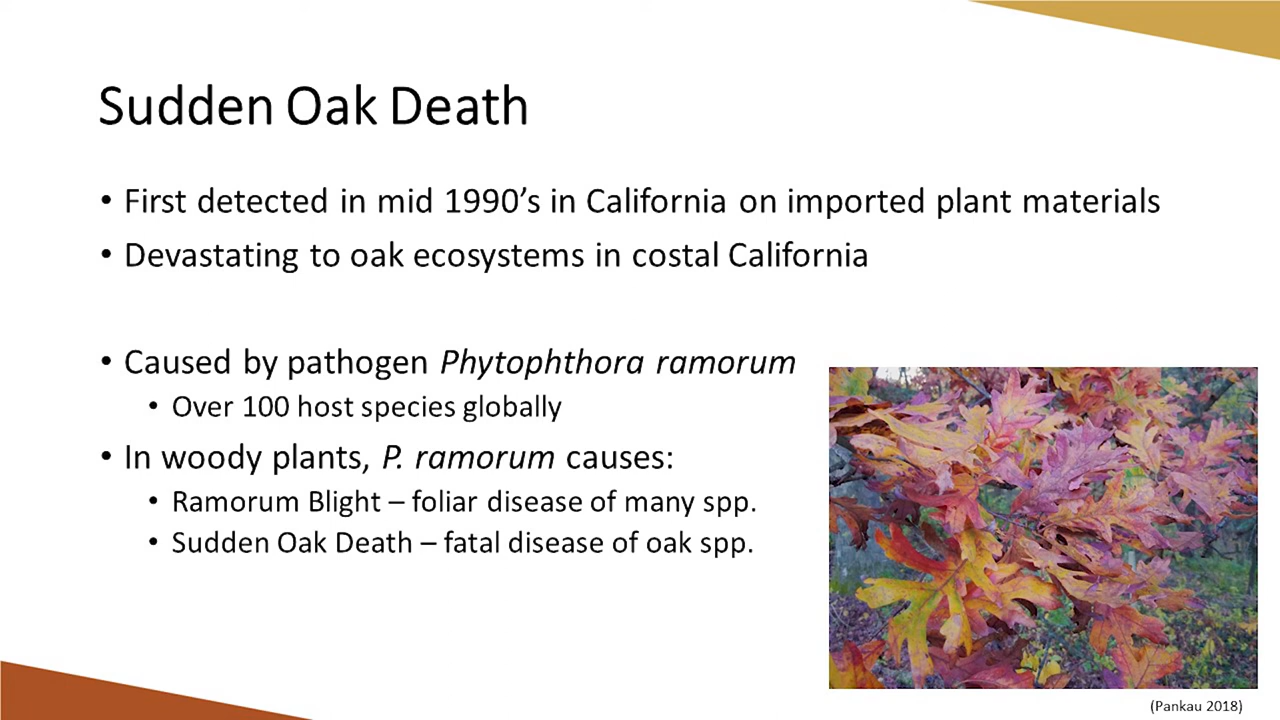 Sudden Oak Death
• First detected in mid 1990’s in California on imported plant materials
• Devastating to oak ecosystems in costal California
• Caused by pathogen Phytophthora ramorum
• Over 100 host species globally
• In woody plants, P. ramorum causes:
• Ramorum Blight – foliar disease of many spp.
• Sudden Oak Death – fatal disease of oak spp.
(Pankau 2018)